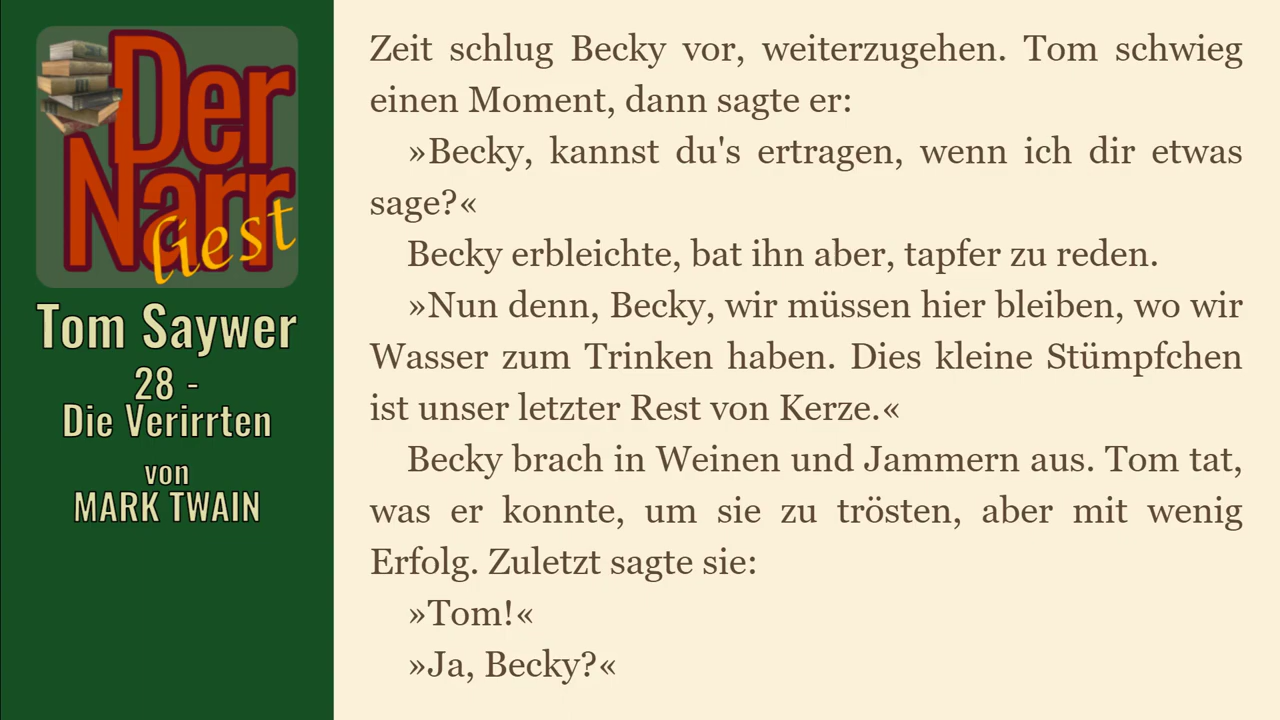 Der
Narr
liest
Tom Saywer
28 -
Die Verirrten
von
MARK TWAIN
Zeit schlug Becky vor, weiterzugehen. Tom schwieg
einen Moment, dann sagte er:
»Becky, kannst du's ertragen, wenn ich dir etwas
sage?«
Becky erbleichte, bat ihn aber, tapfer zu reden.
»Nun denn, Becky, wir müssen hier bleiben, wo wir
Wasser zum Trinken haben. Dies kleine Stümpfchen
ist unser letzter Rest von Kerze.«
Becky brach in Weinen und Jammern aus. Tom tat,
was er konnte, um sie zu trösten, aber mit wenig
Erfolg. Zuletzt sagte sie:
»Tom!«
»Ja, Becky?«